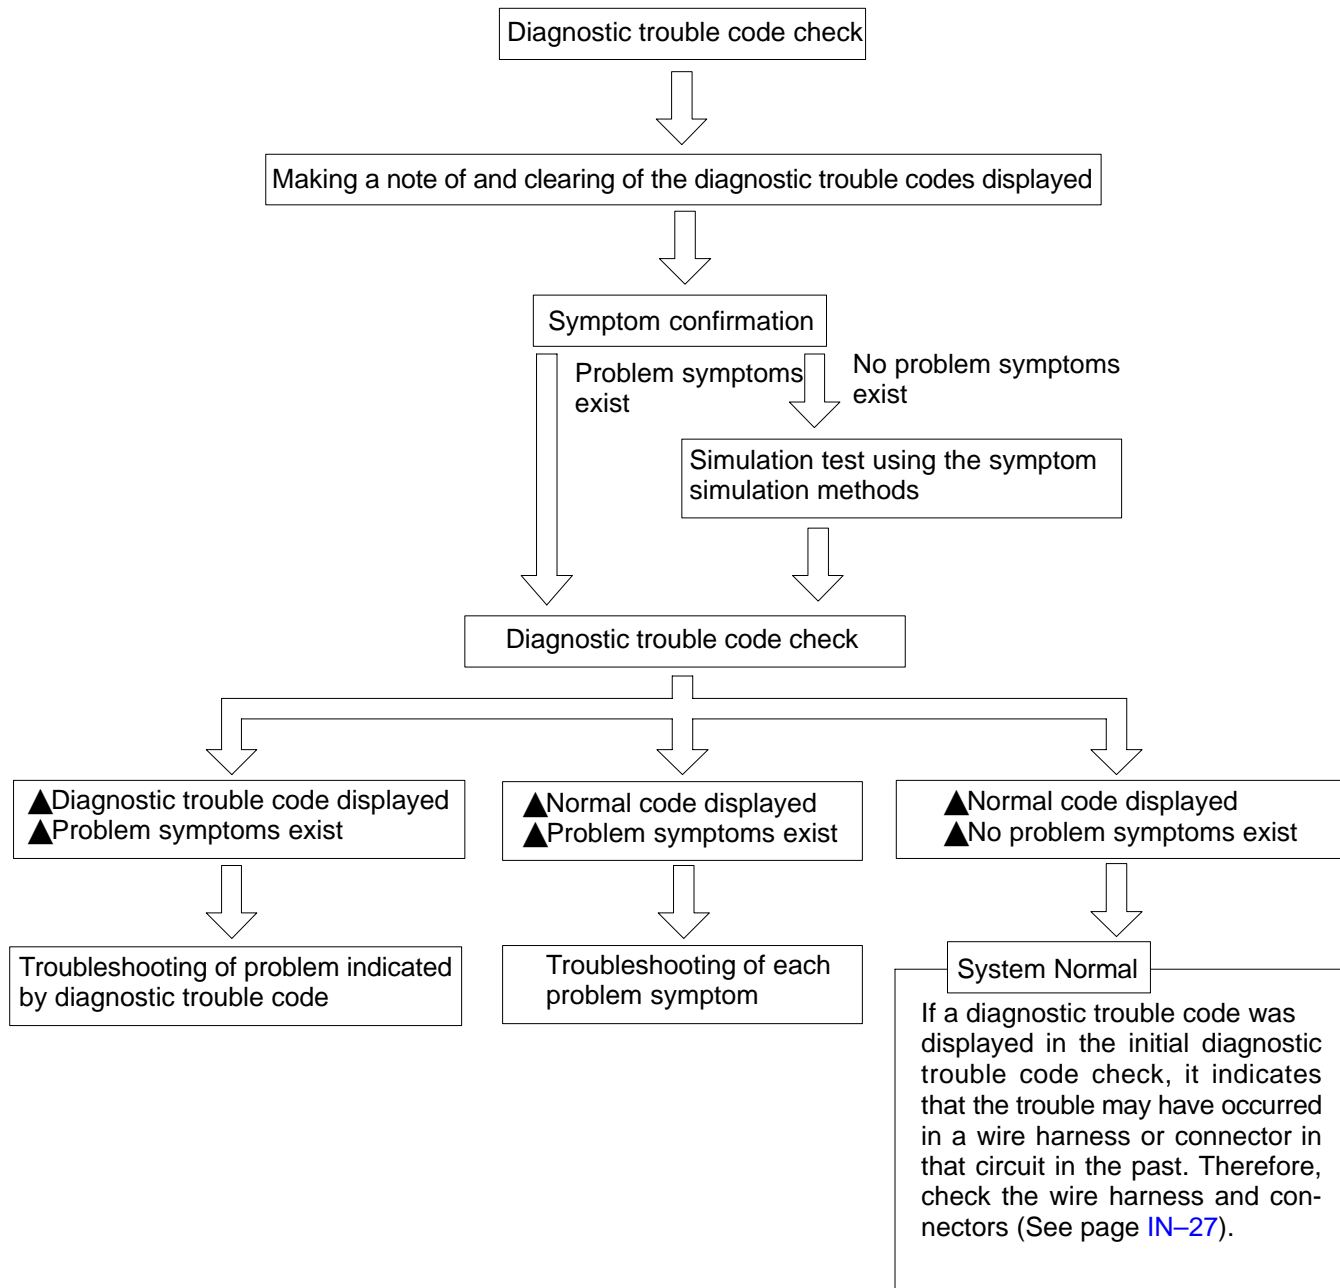 Diagnostic trouble code check
Making a note of and clearing of the diagnostic trouble codes displayed
Symptom confirmation
Problem symptoms
exist
No problem symptoms
exist
Simulation test using the symptom
simulation methods
Diagnostic trouble code check
▲Diagnostic trouble code displayed
▲Problem symptoms exist
▲Normal code displayed
▲Problem symptoms exist
▲Normal code displayed
▲No problem symptoms exist
Troubleshooting of problem indicated
by diagnostic trouble code
Troubleshooting of each
problem symptom
System Normal
If a diagnostic trouble code was
displayed in the initial diagnostic
trouble code check, it indicates
that the trouble may have occurred
in a wire harness or connector in
that circuit in the past. Therefore,
check the wire harness and con-
nectors (See page IN–27).